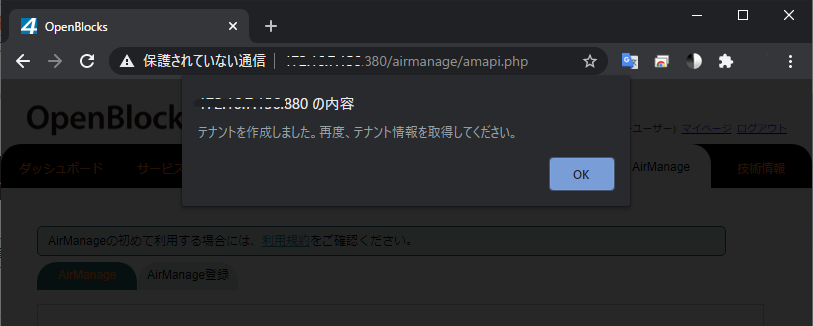 OpenBlocks
保護されていない通信
.380/airmanage/amapi.php
.880 の内容
テナントを作成しました。再度、テナント情報を取得してください。
OK
OpenBlocks
ユーザー) マイページ ログアウト
ダッシュボード サービス AirManage 技術情報
AirManageの初めて利用する場合には、利用規約をご確認ください。
AirManage AirManage登録